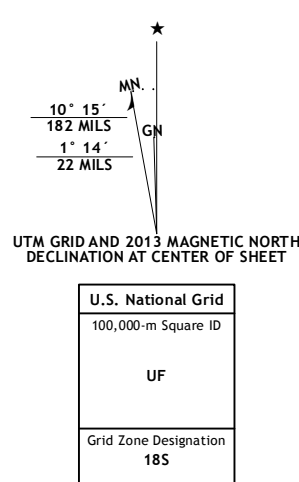 MN
GN
10° 15´
182 MILS
1° 14´
22 MILS
UTM GRID AND 2013 MAGNETIC NORTH
DECLINATION AT CENTER OF SHEET
U.S. National Grid
100,000-m Square ID
UF
Grid Zone Designation
18S